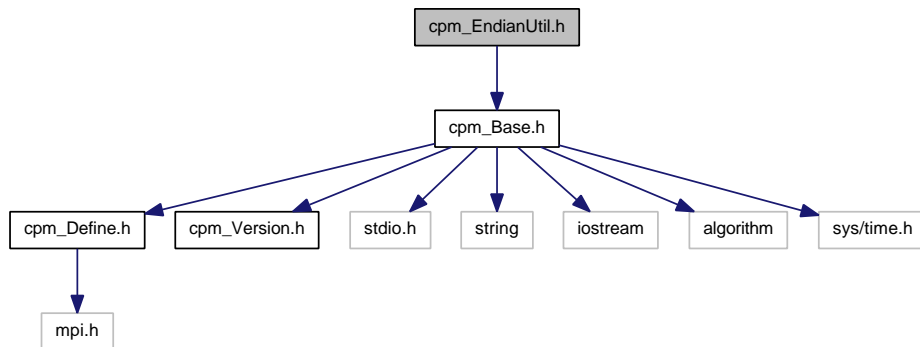 cpm_EndianUtil.h
cpm_Base.h
cpm_Define.h
cpm_Version.h
stdio.h
string
iostream
algorithm
sys/time.h
mpi.h